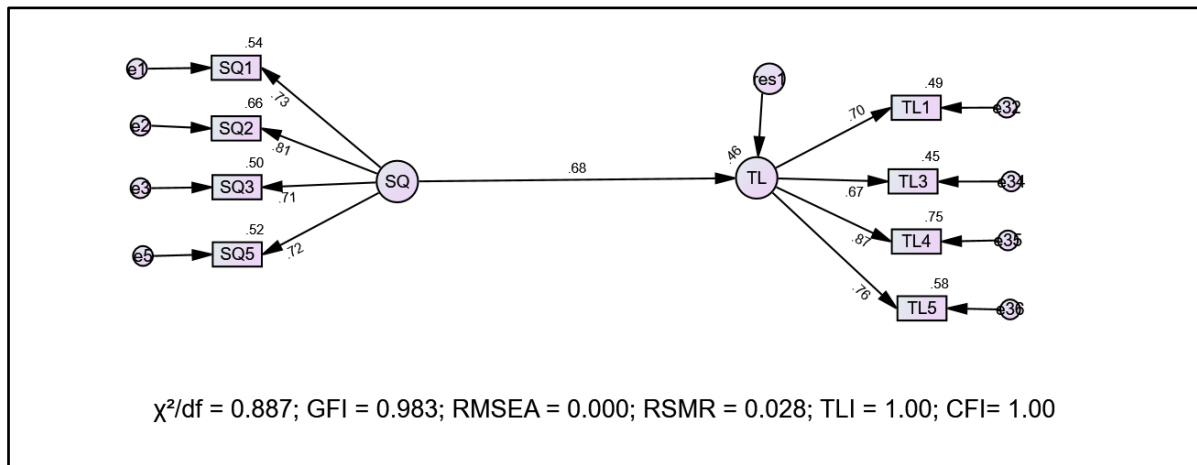 .54
e1 SQ1
.73
.66
e2 SQ2
.81
.50
e3 SQ3
.71
.52
e5 SQ5
.72
SQ
.68
res1
.46
TL
.49
.70 TL1 e32
.45
.67 TL3 e34
.75
.87 TL4 e35
.58
.76 TL5 e36
χ²/df = 0.887; GFI = 0.983; RMSEA = 0.000; RSMR = 0.028; TLI = 1.00; CFI= 1.00